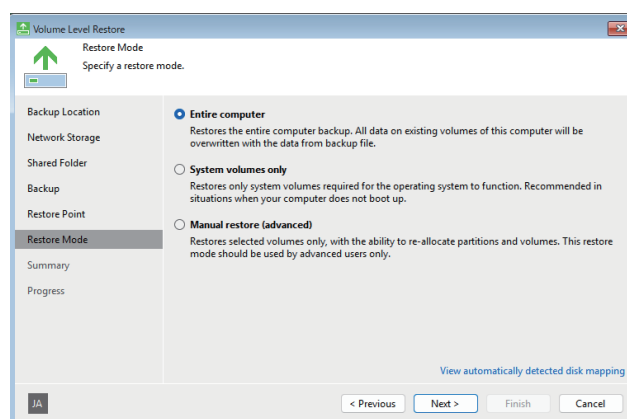 Volume Level Restore
Restore Mode
Specify a restore mode.
Backup Location
Network Storage
Shared Folder
Backup
Restore Point
Restore Mode
Summary
Progress
Entire computer
Restores the entire computer backup. All data on existing volumes of this computer will be
overwritten with the data from backup file.
System volumes only
Restores only system volumes required for the operating system to function. Recommended in
situations when your computer does not boot up.
Manual restore (advanced)
Restores selected volumes only, with the ability to re-allocate partitions and volumes. This restore
mode should be used by advanced users only.
View automatically detected disk mapping
JA
< Previous
Next >
Finish
Cancel